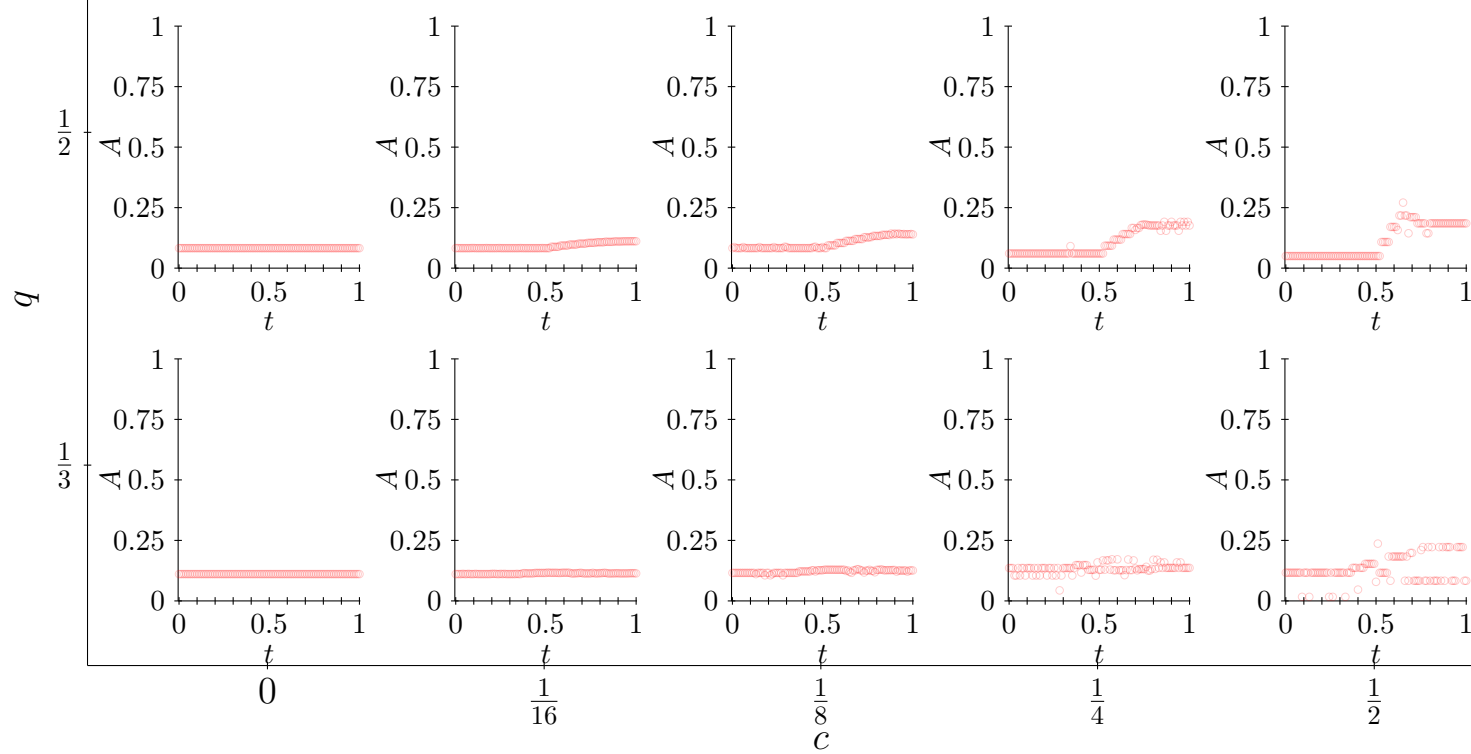 1 1 1 1 1
0.75 0.75 0.75 0.75 0.75
1/2 A 0.5 A 0.5 A 0.5 A 0.5 A 0.5
0.25 0.25 0.25 0.25 0.25
0 0 0 0 0
0 0.5 1 0 0.5 1 0 0.5 1 0 0.5 1 0 0.5 1
q
t t t t t
1 1 1 1 1
0.75 0.75 0.75 0.75 0.75
1/3 A 0.5 A 0.5 A 0.5 A 0.5 A 0.5
0.25 0.25 0.25 0.25 0.25
0 0 0 0 0
0 0.5 1 0 0.5 1 0 0.5 1 0 0.5 1 0 0.5 1
t t t t t
0 1/16 1/8 1/4 1/2
c